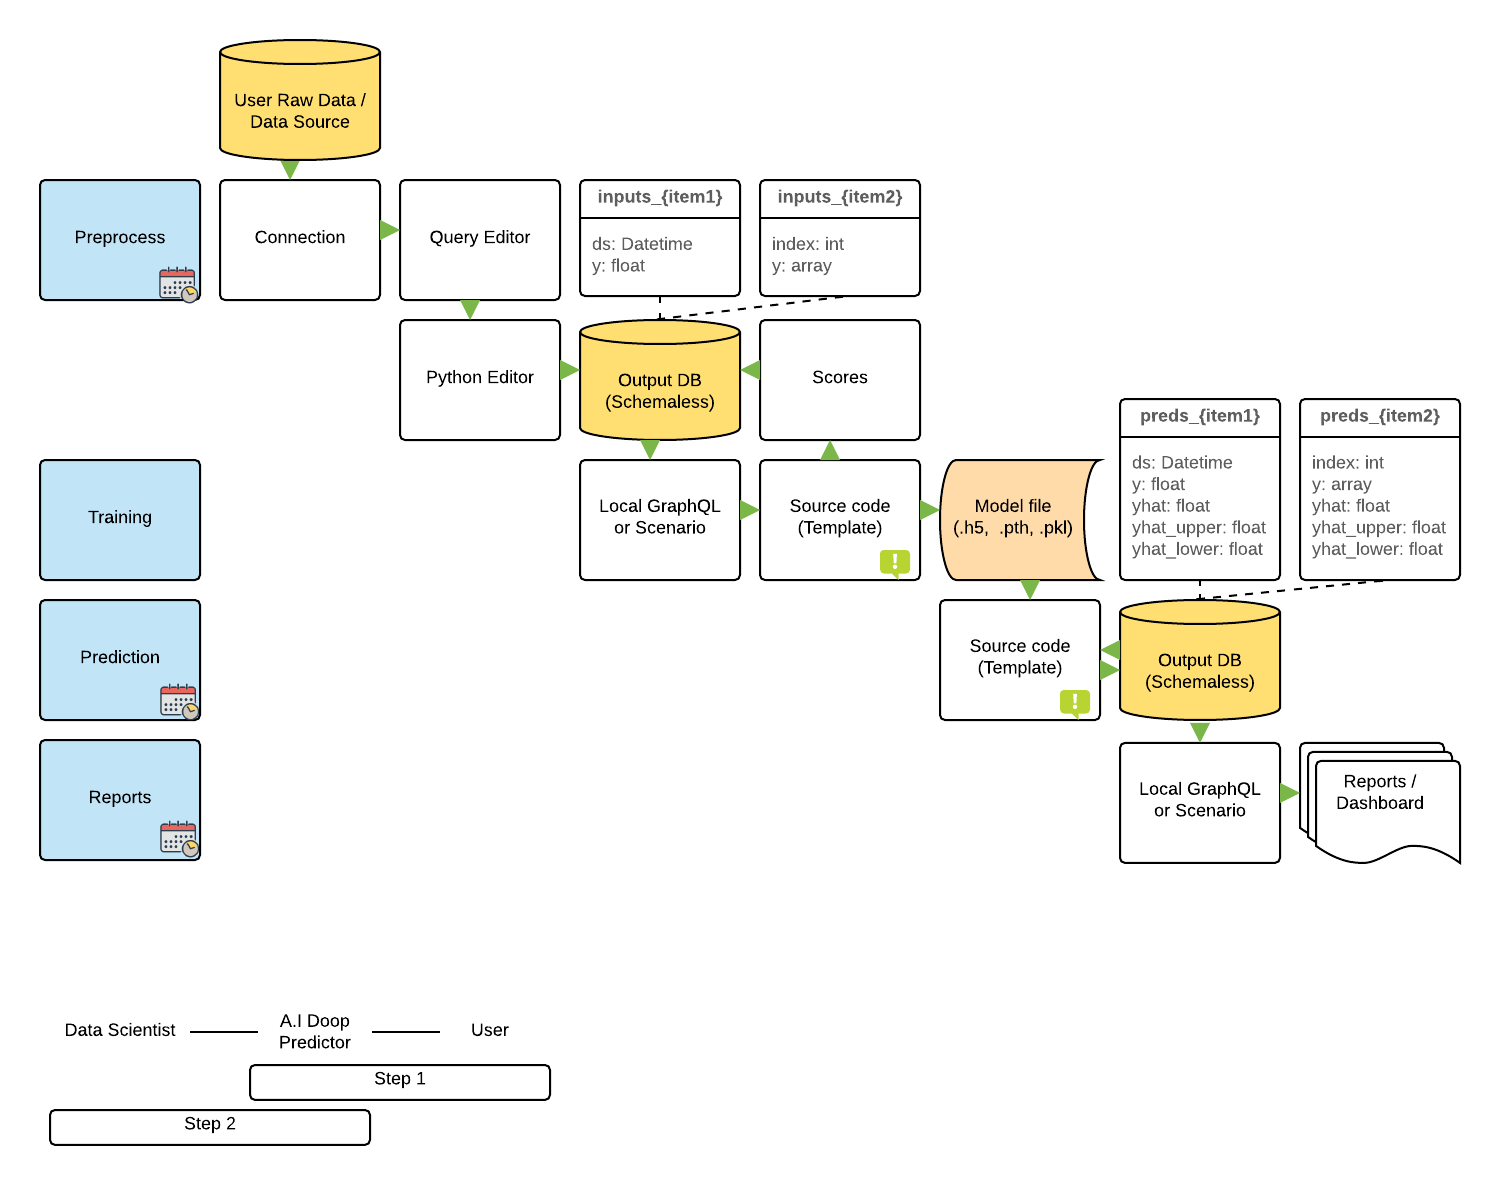 User Raw Data /
Data Source
Preprocess
Connection
Query Editor
inputs_{item1}
ds: Datetime
y: float
inputs_{item2}
index: int
y: array
Python Editor
Output DB
(Schemaless)
Scores
Training
Local GraphQL
or Scenario
Source code
(Template)
!
Model file
(.h5, .pth, .pkl)
preds_{item1}
ds: Datetime
y: float
yhat: float
yhat_upper: float
yhat_lower: float
preds_{item2}
index: int
y: array
yhat: float
yhat_upper: float
yhat_lower: float
Prediction
Source code
(Template)
!
Output DB
(Schemaless)
Reports
Local GraphQL
or Scenario
Reports /
Dashboard
Data Scientist
A.I Doop
Predictor
User
Step 1
Step 2